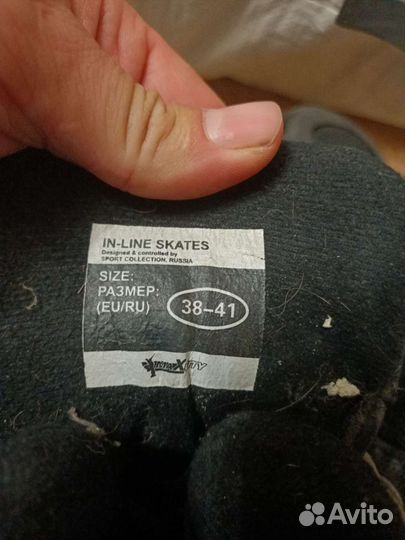 IN-LINE SKATES
Designed & controlled by
SPORT COLLECTION, RUSSIA
SIZE:
РАЗМЕР:
(EU/RU)
38-41
Avito